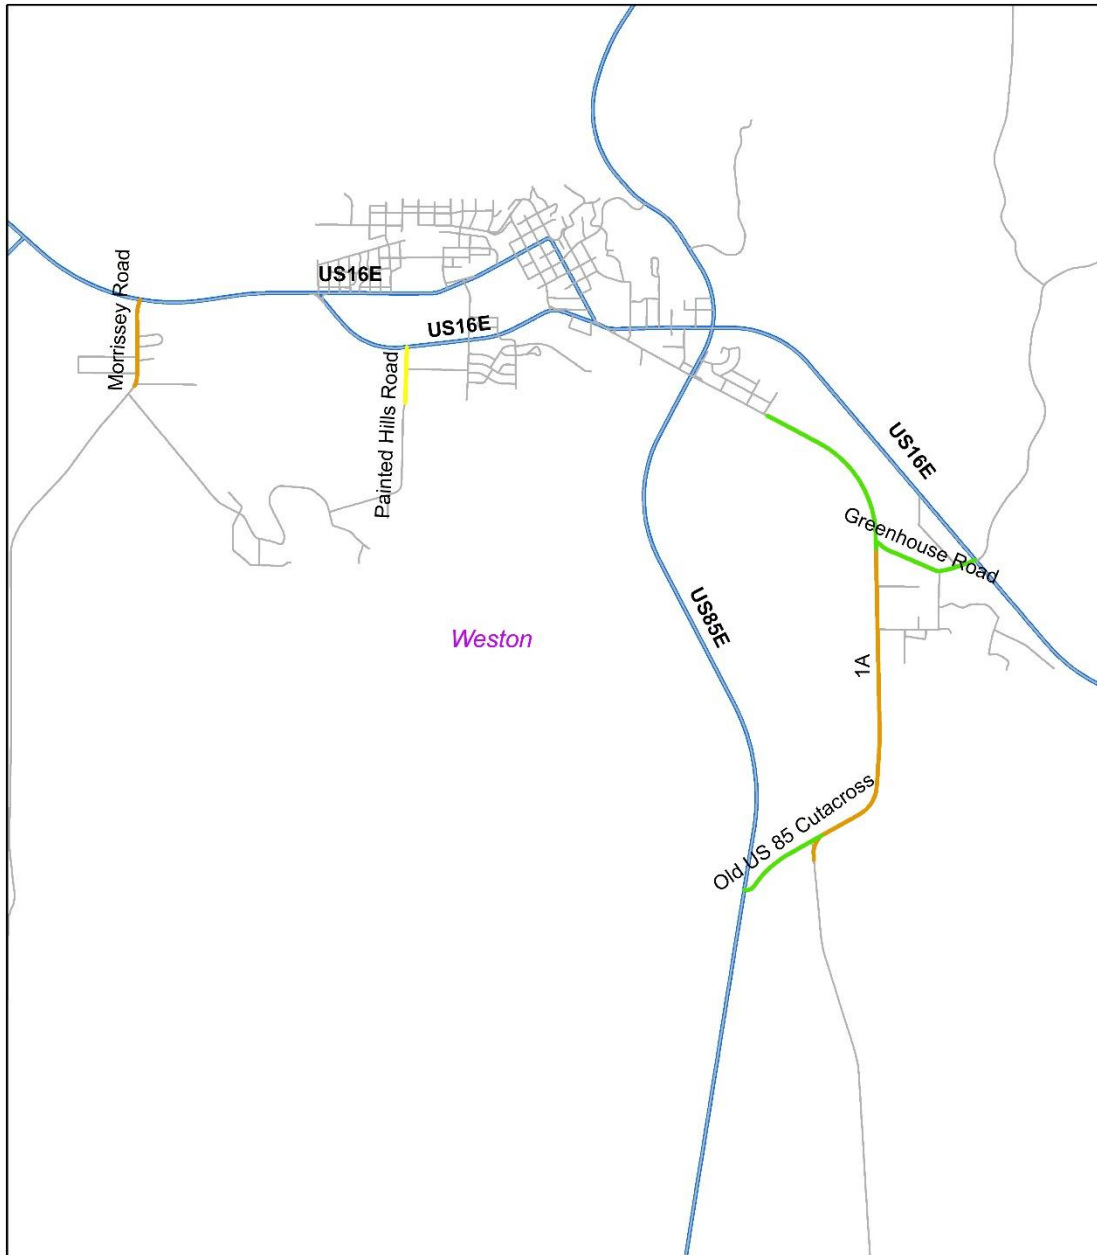 Morrissey Road
US16E
US16E
Painted Hills Road
US16E
Greenhouse Road
US85E
Weston
1A
Old US 85 Cutacross